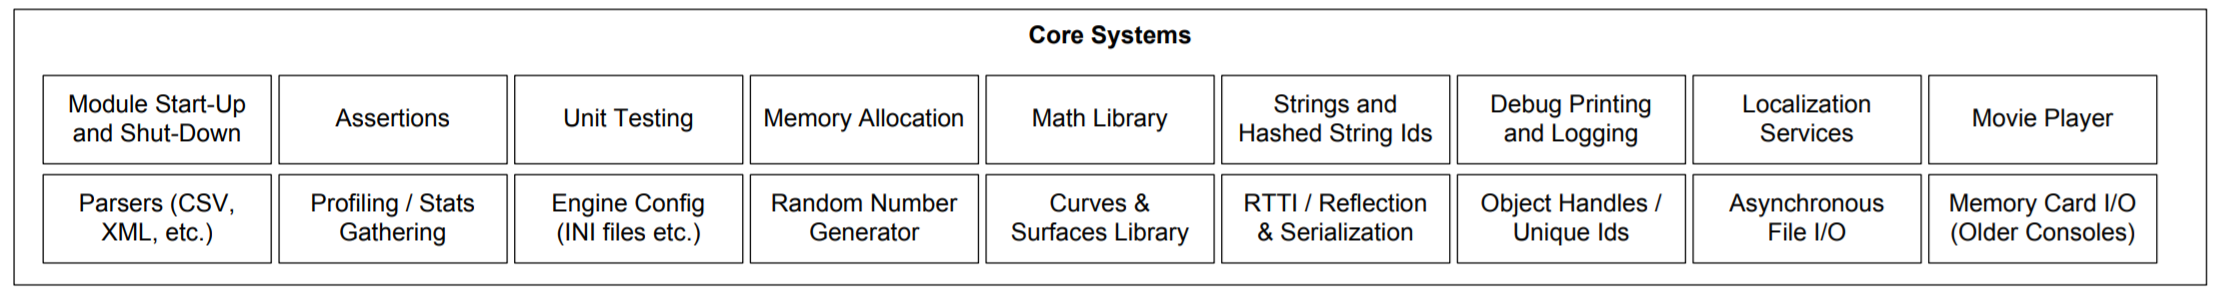 Core Systems
Module Start-Up
and Shut-Down
Assertions
Unit Testing
Memory Allocation
Math Library
Strings and
Hashed String Ids
Debug Printing
and Logging
Localization
Services
Movie Player
Parsers (CSV,
XML, etc.)
Profiling / Stats
Gathering
Engine Config
(INI files etc.)
Random Number
Generator
Curves &
Surfaces Library
RTTI / Reflection
& Serialization
Object Handles /
Unique Ids
Asynchronous
File I/O
Memory Card I/O
(Older Consoles)